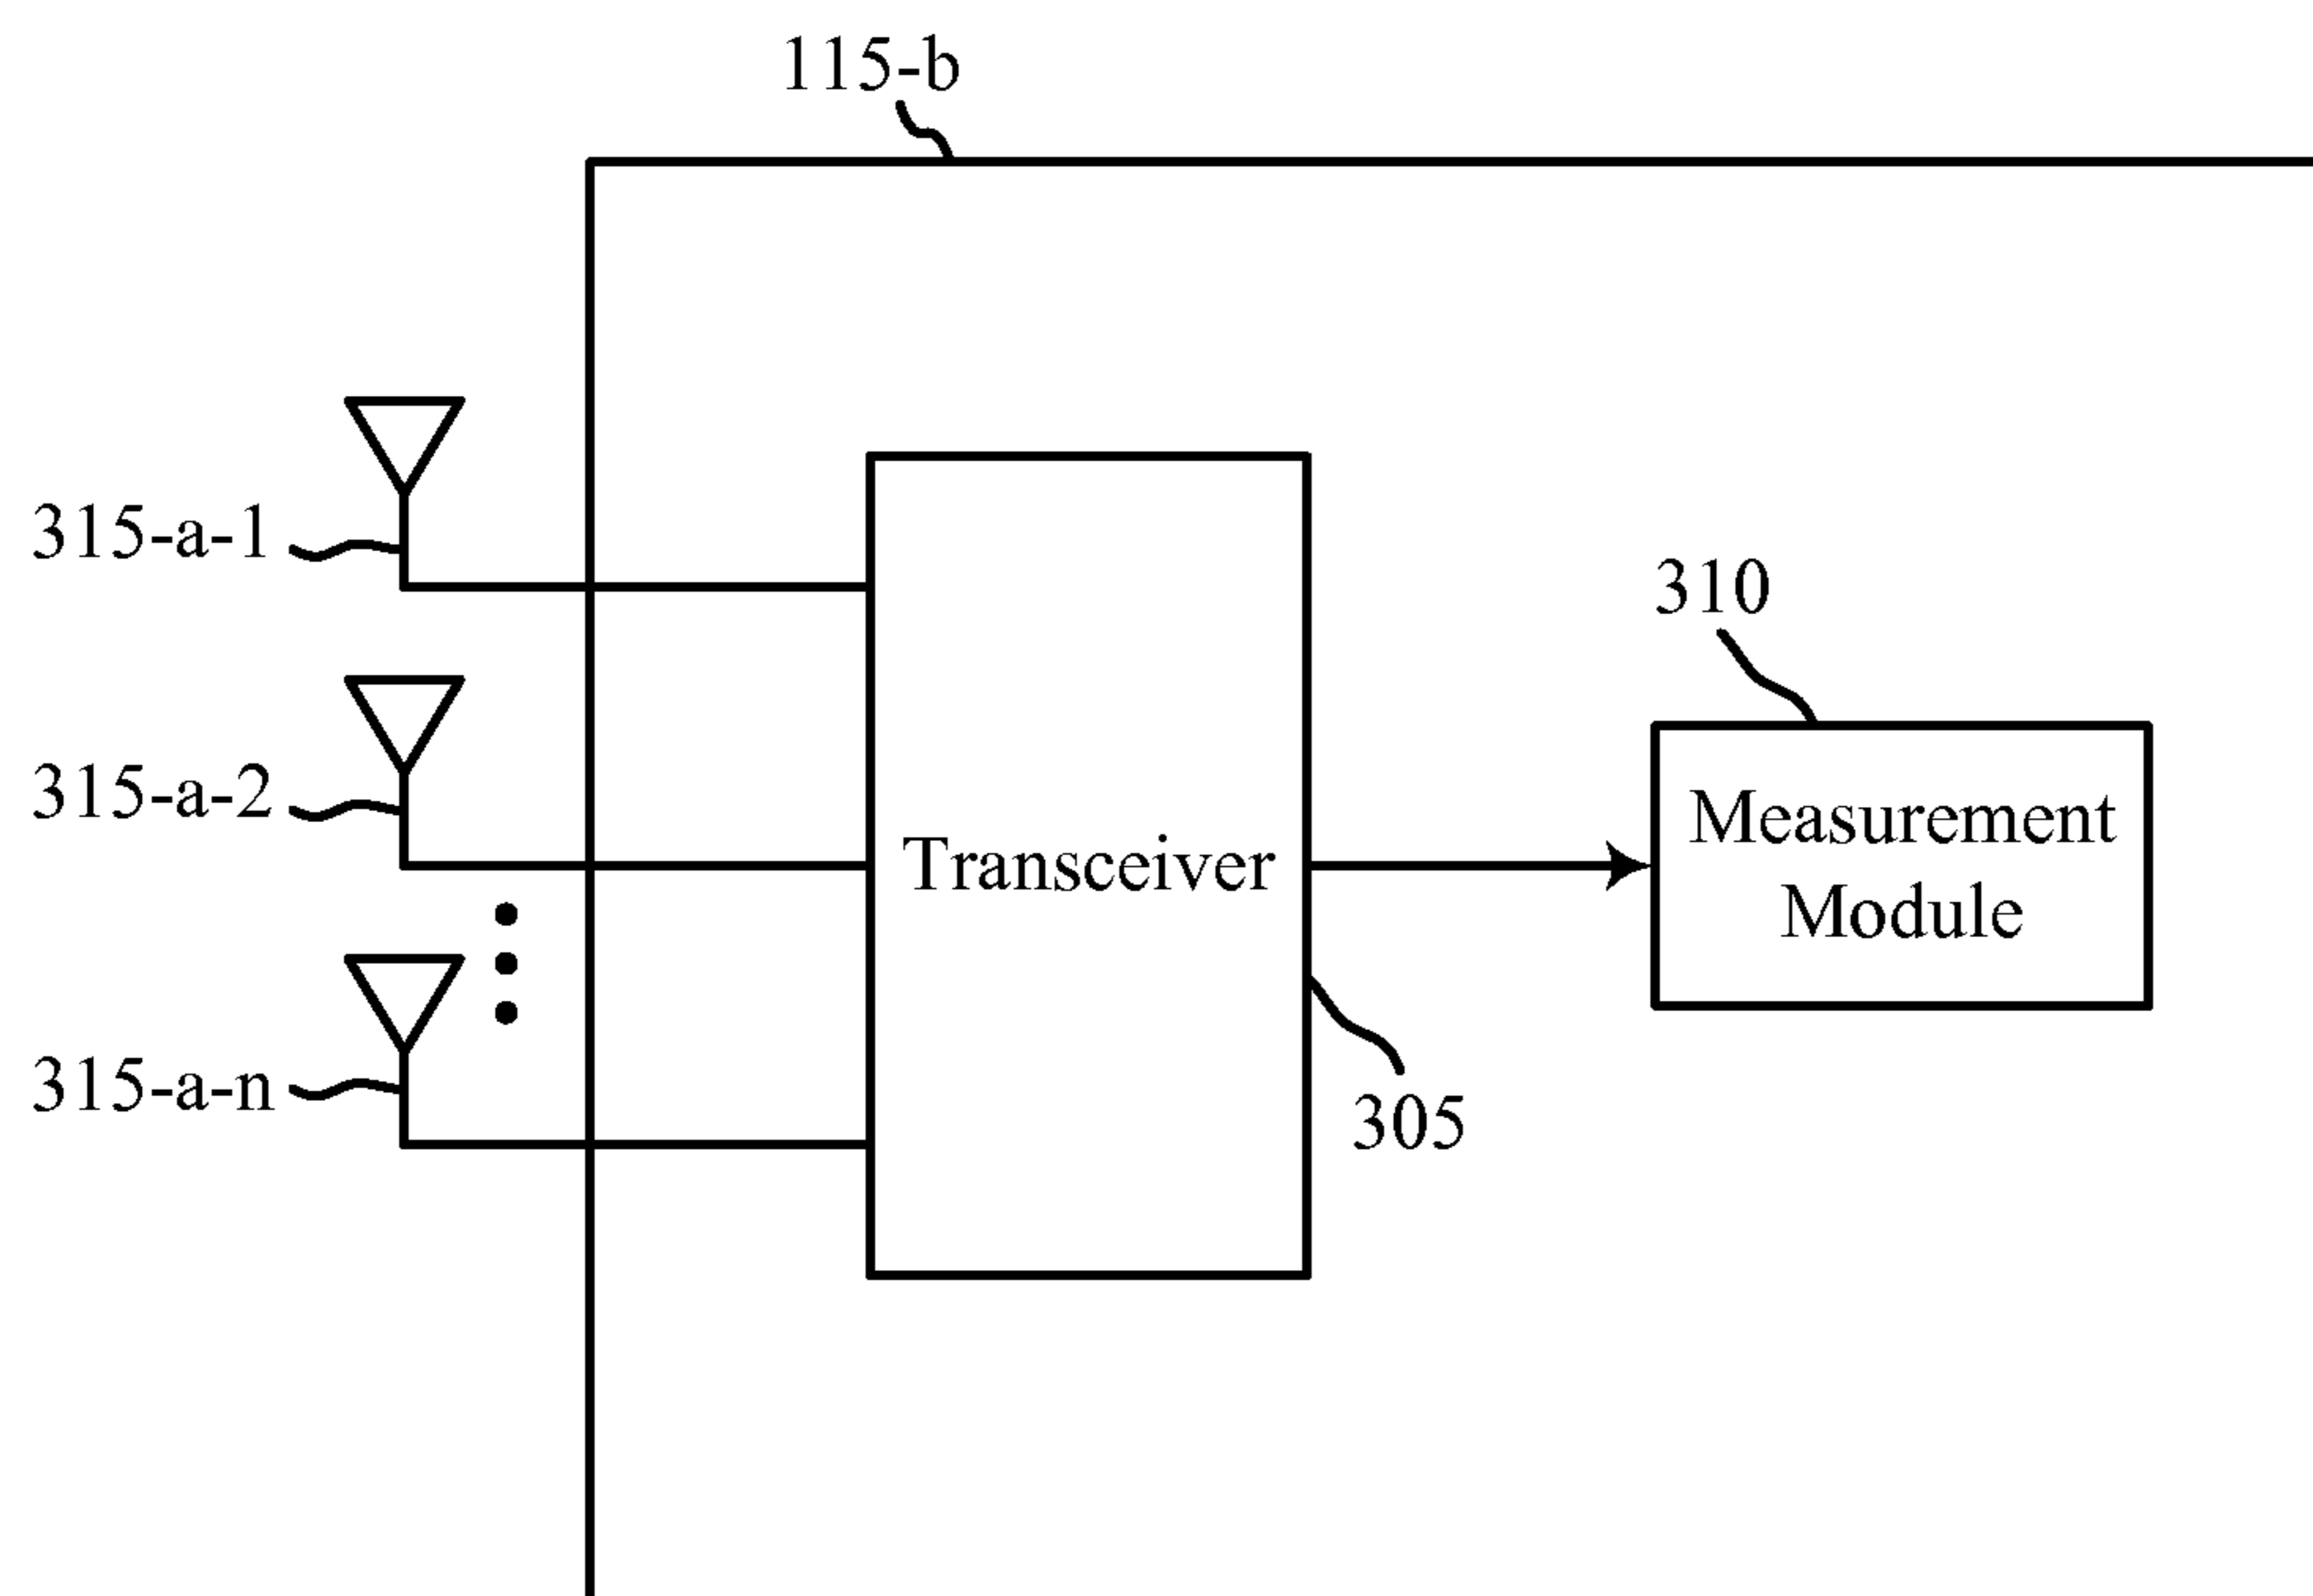 115-b
315-a-1
310
315-a-2
Measurement
Transceiver
Module
315-a-n
305